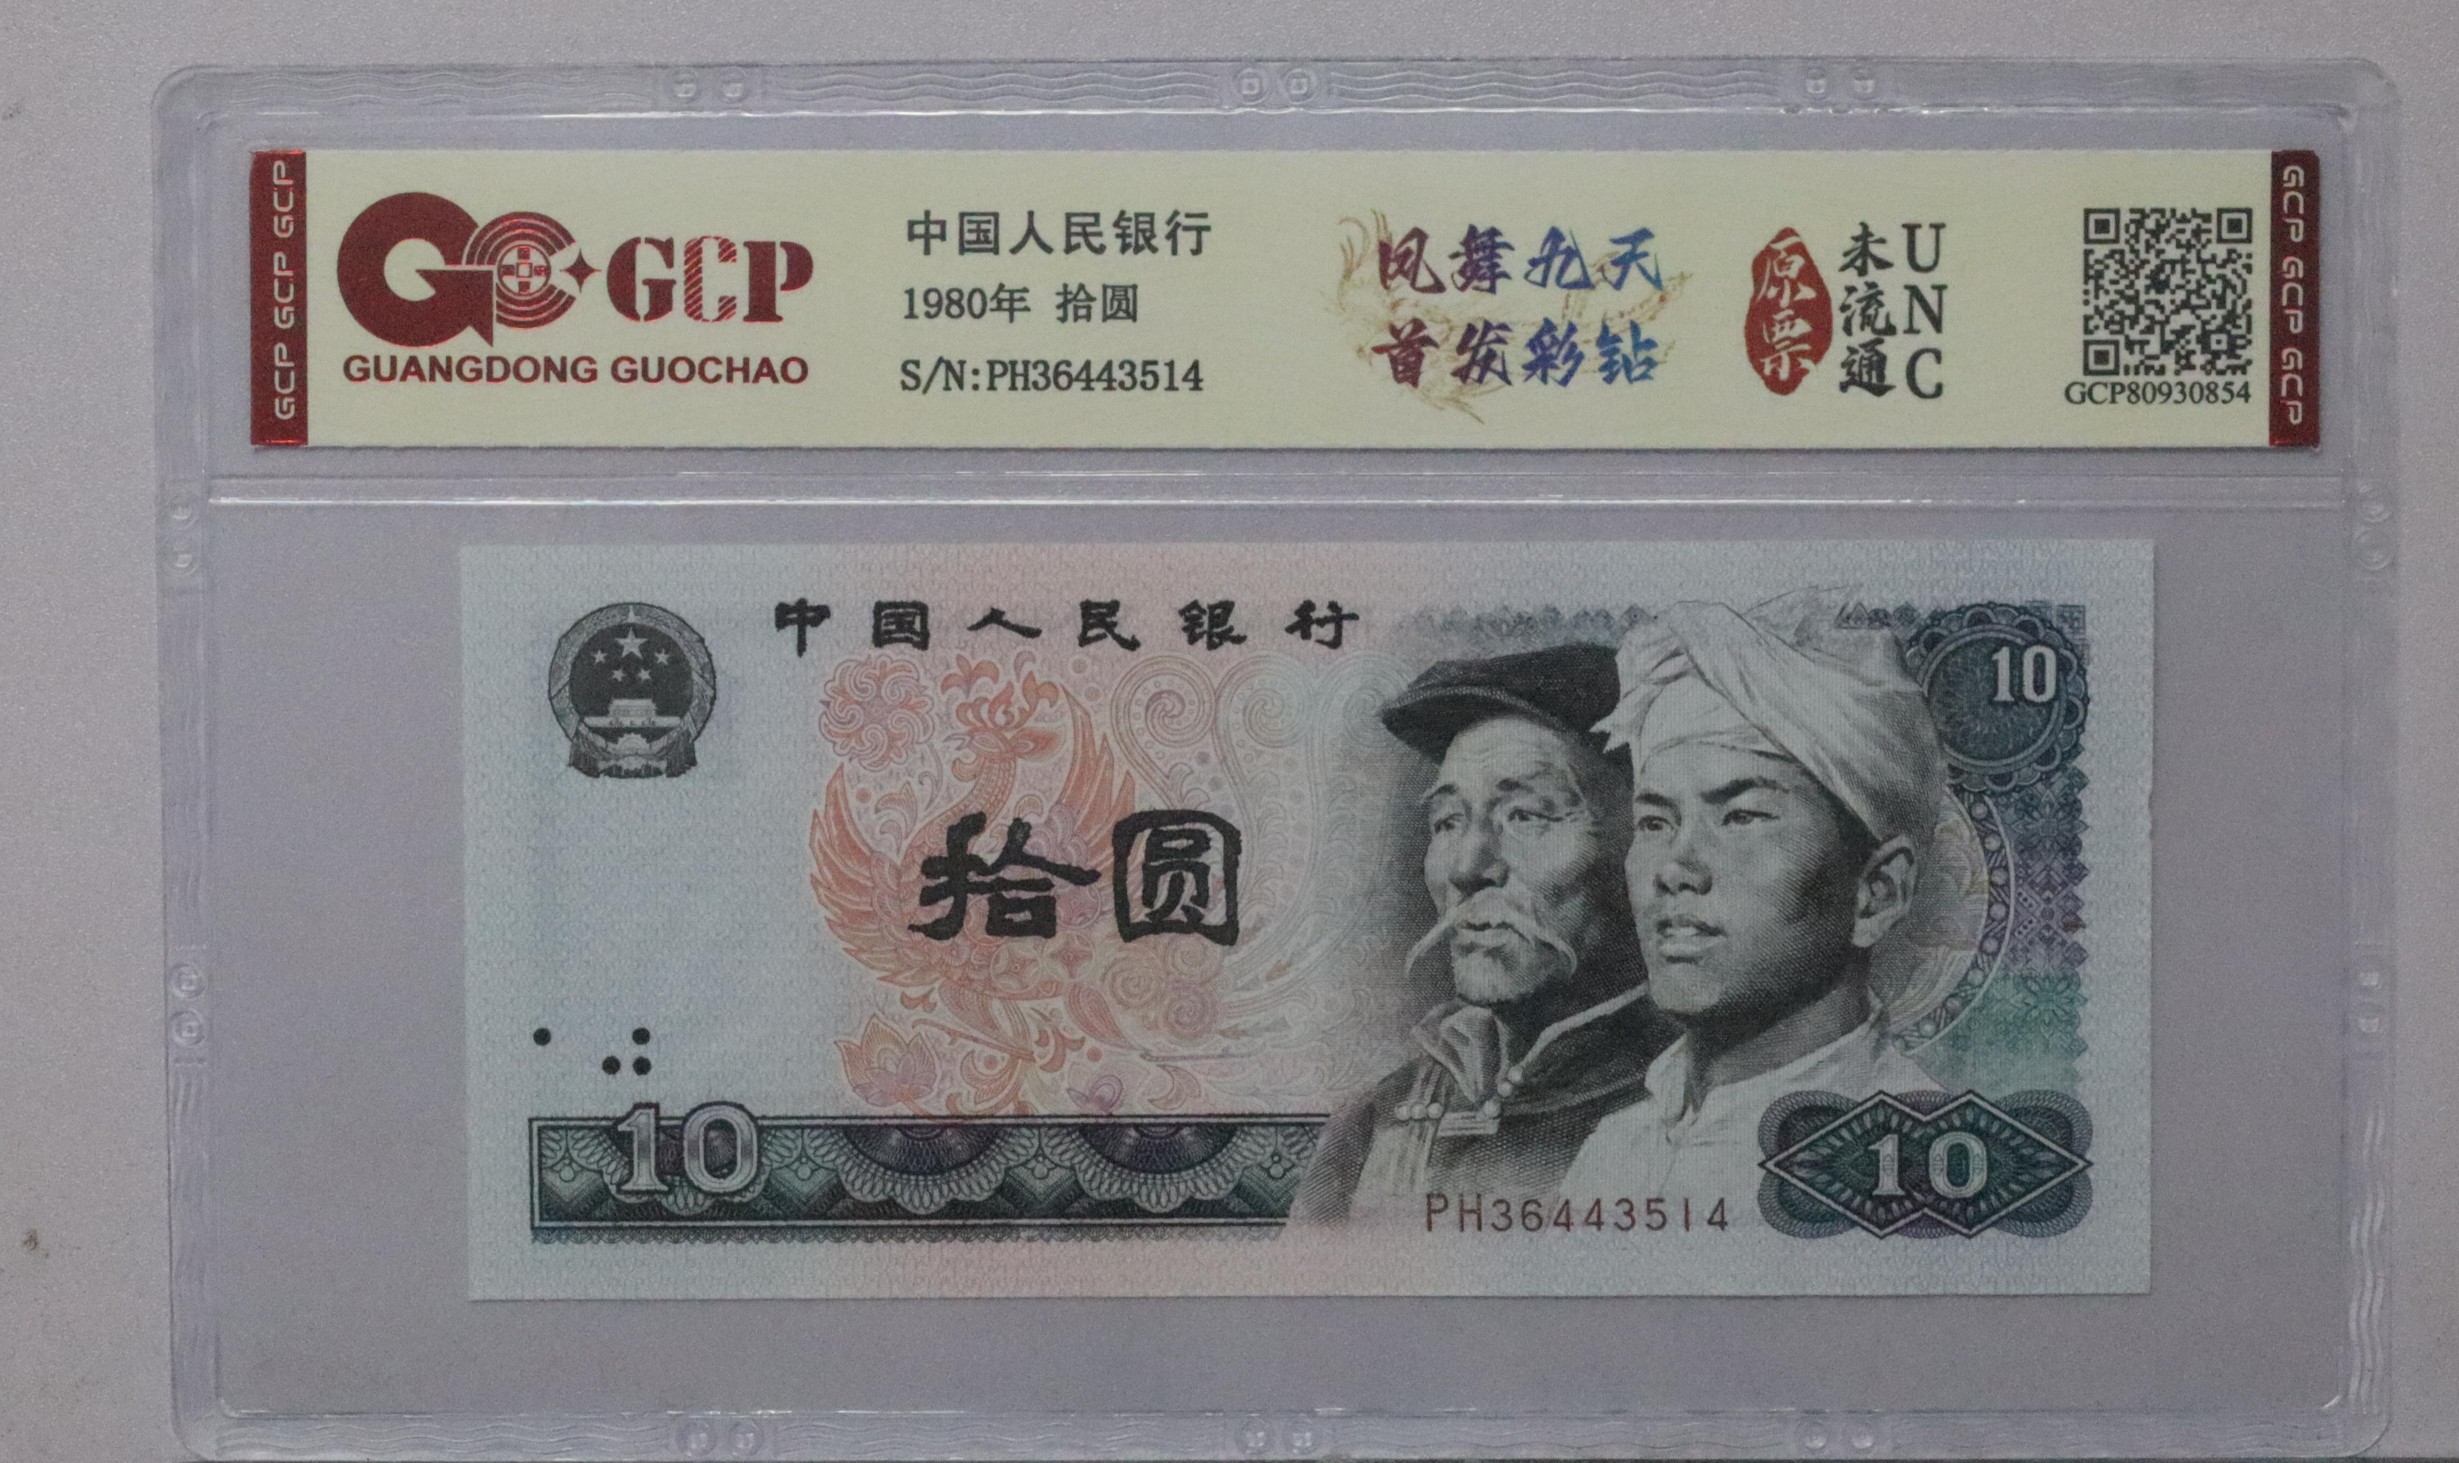 GCP GCP GCP
GCP
GUANGDONG GUOCHAO
中国人民银行
1980年 拾圆
S/N:PH36443514
凤舞九天
首发彩钻
原票
未流通
UNC
GCP80930854
GCP GCP GCP
中国人民银行
10
拾圆
10
PH36443514
10